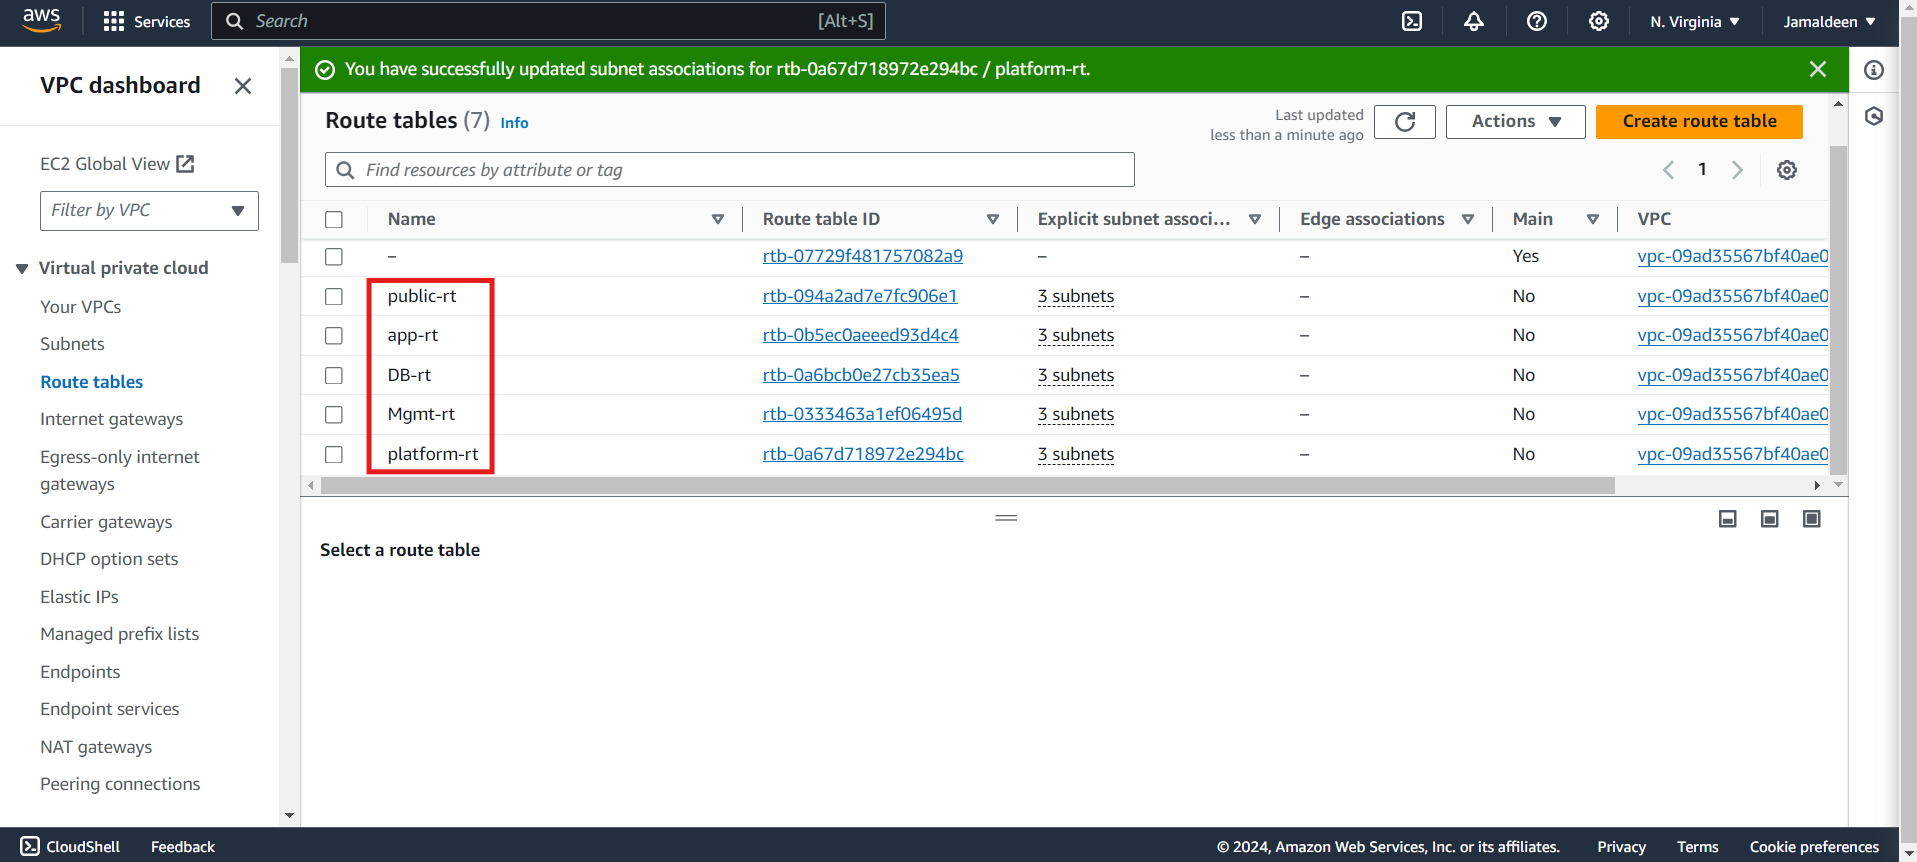 aws
Services
Search
[Alt+S]
N. Virginia
Jamaldeen
VPC dashboard
EC2 Global View
Filter by VPC
Virtual private cloud
Your VPCs
Subnets
Route tables
Internet gateways
Egress-only internet
gateways
Carrier gateways
DHCP option sets
Elastic IPs
Managed prefix lists
Endpoints
Endpoint services
NAT gateways
Peering connections
You have successfully updated subnet associations for rtb-0a67d718972e294bc / platform-rt.
Route tables (7) Info
Last updated
less than a minute ago
Actions
Create route table
Find resources by attribute or tag
1
Name Route table ID Explicit subnet associ... Edge associations Main VPC
– rtb-07729f481757082a9 – – Yes vpc-09ad35567bf40ae0
public-rt rtb-094a2ad7e7fc906e1 3 subnets – No vpc-09ad35567bf40ae0
app-rt rtb-0b5ec0aeeed93d4c4 3 subnets – No vpc-09ad35567bf40ae0
DB-rt rtb-0a6bcb0e27cb35ea5 3 subnets – No vpc-09ad35567bf40ae0
Mgmt-rt rtb-0333463a1ef06495d 3 subnets – No vpc-09ad35567bf40ae0
platform-rt rtb-0a67d718972e294bc 3 subnets – No vpc-09ad35567bf40ae0
Select a route table
CloudShell Feedback
© 2024, Amazon Web Services, Inc. or its affiliates. Privacy Terms Cookie preferences